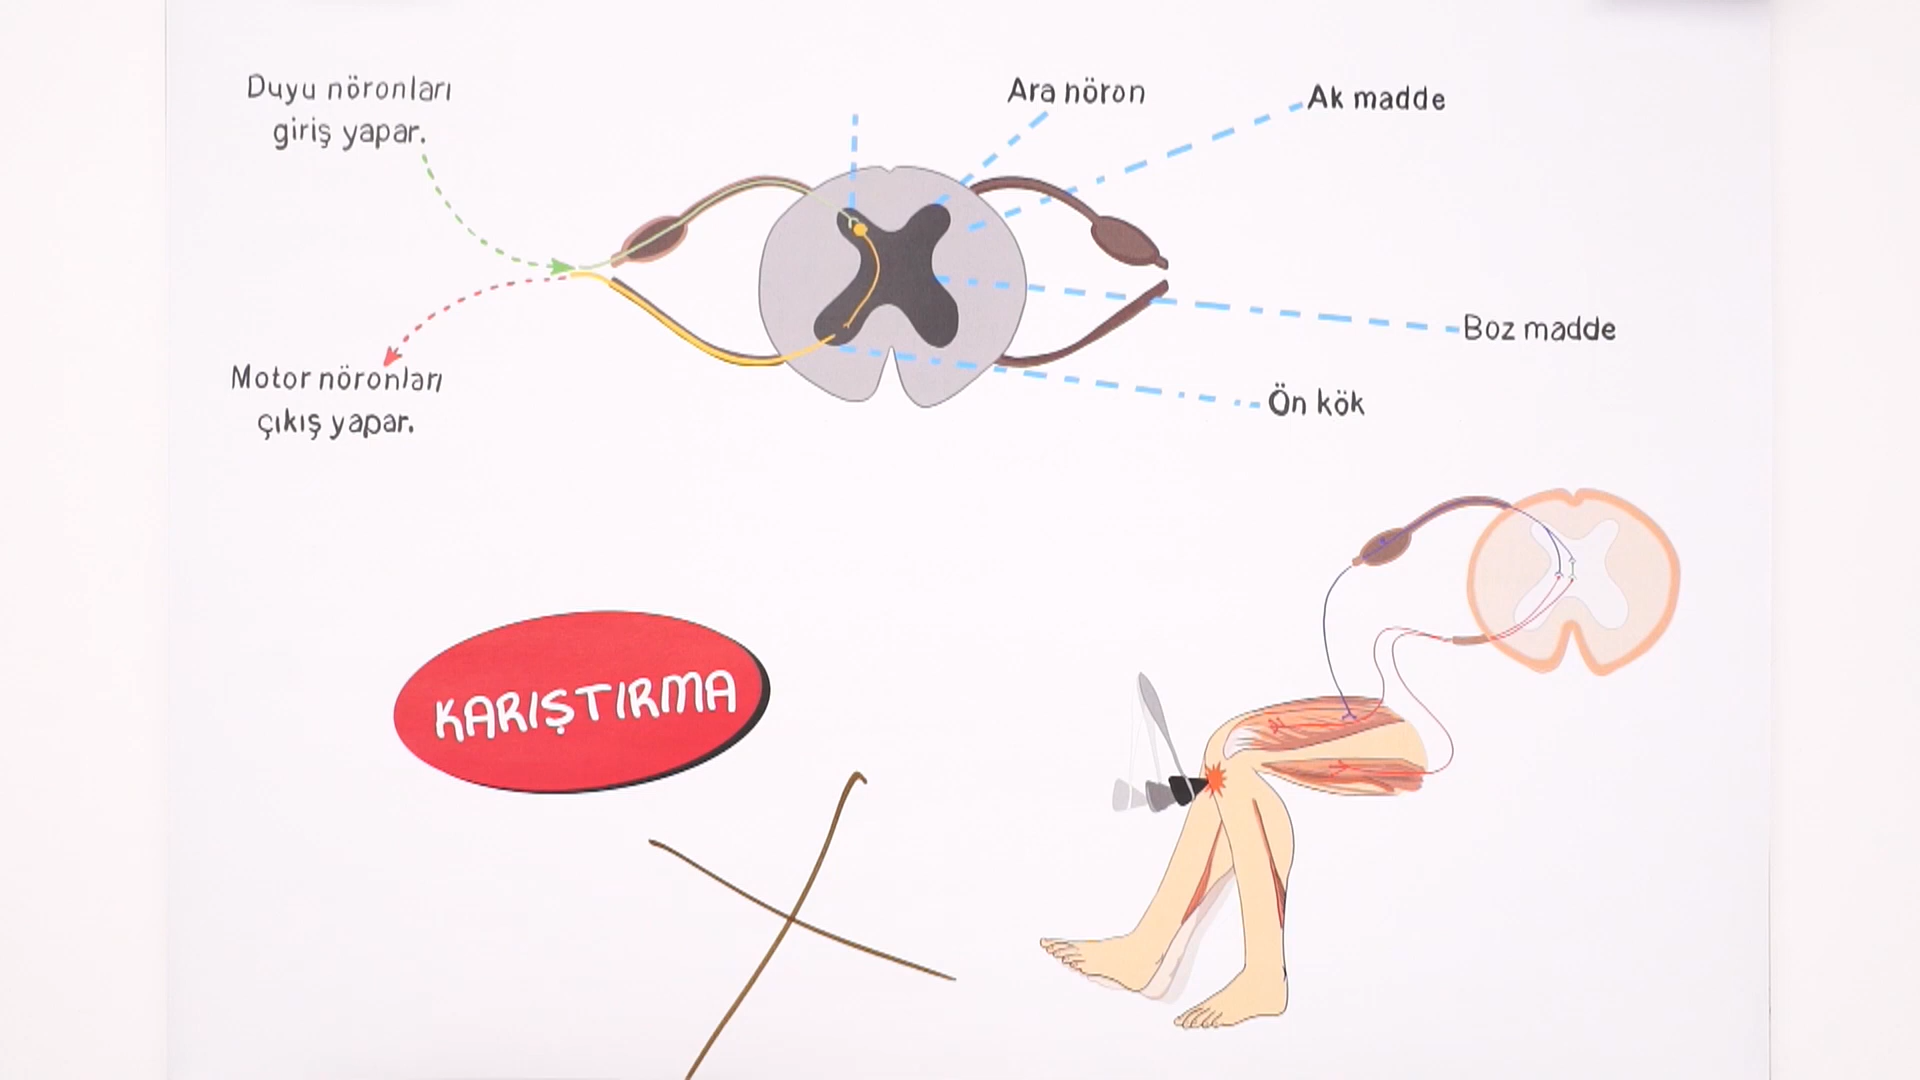 Duyu nöronları
giriş yapar.
Ara nöron
Ak madde
Boz madde
Motor nöronları
çıkış yapar.
Ön kök
KARIŞTIRMA